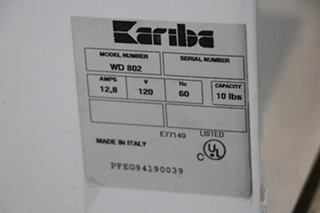 Kariba
MODEL NUMBER SERIAL NUMBER
WD 802
AMPS V Hz CAPACITY
12,8 120 60 10 lbs
E77149 LISTED
MADE IN ITALY C UL
PFEG94190039